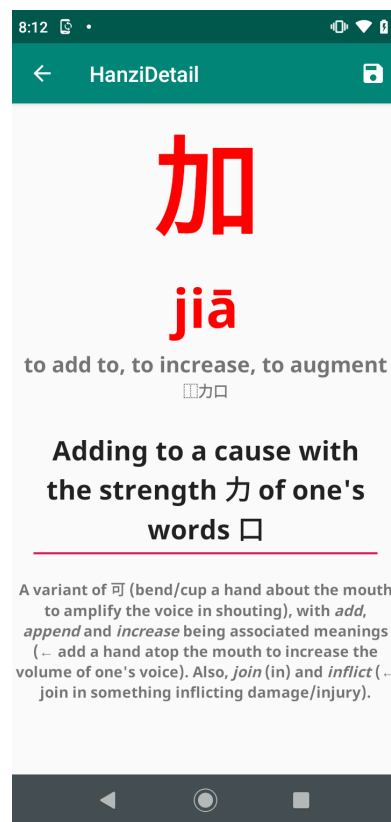 8:12
HanziDetail
加
jiā
to add to, to increase, to augment
⿰力口
Adding to a cause with
the strength 力 of one's
words 口
A variant of 可 (bend/cup a hand about the mouth
to amplify the voice in shouting), with add,
append and increase being associated meanings
(← add a hand atop the mouth to increase the
volume of one's voice). Also, join (in) and inflict (←
join in something inflicting damage/injury).